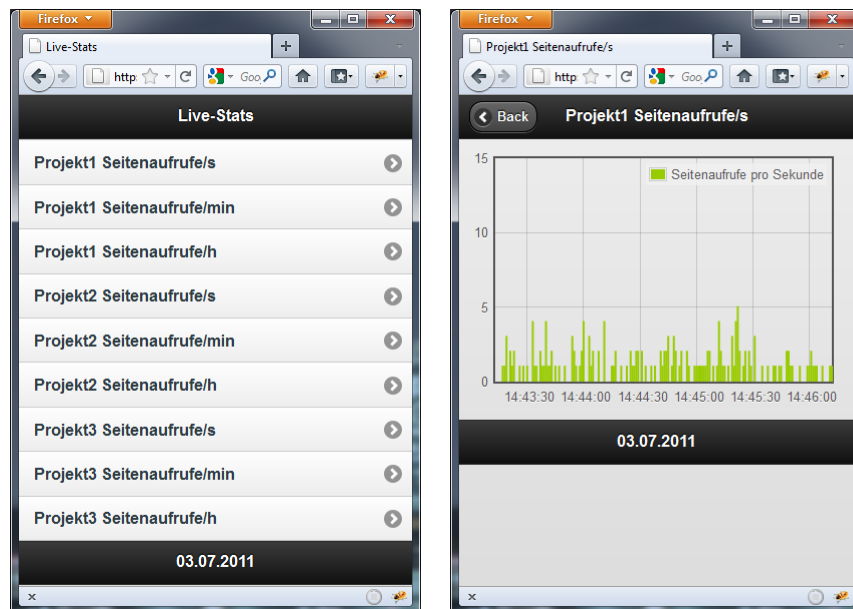 Firefox
Live-Stats
http
Goo
Live-Stats
Projekt1 Seitenaufrufe/s
Projekt1 Seitenaufrufe/min
Projekt1 Seitenaufrufe/h
Projekt2 Seitenaufrufe/s
Projekt2 Seitenaufrufe/min
Projekt2 Seitenaufrufe/h
Projekt3 Seitenaufrufe/s
Projekt3 Seitenaufrufe/min
Projekt3 Seitenaufrufe/h
03.07.2011
x
Firefox
Projekt1 Seitenaufrufe/s
http
Goo
Back Projekt1 Seitenaufrufe/s
15
Seitenaufrufe pro Sekunde
10
5
0
14:43:30 14:44:00 14:44:30 14:45:00 14:45:30 14:46:00
03.07.2011
x